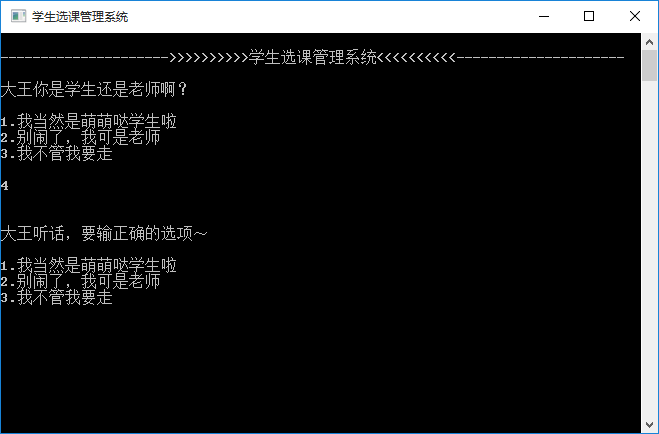 学生选课管理系统
---------------------->>>>>>>>>>学生选课管理系统<<<<<<<<<<----------------------
大王你是学生还是老师啊？
1.我当然是萌萌哒学生啦
2.别闹了，我可是老师
3.我不管我要走
4
大王听话，要输正确的选项～
1.我当然是萌萌哒学生啦
2.别闹了，我可是老师
3.我不管我要走